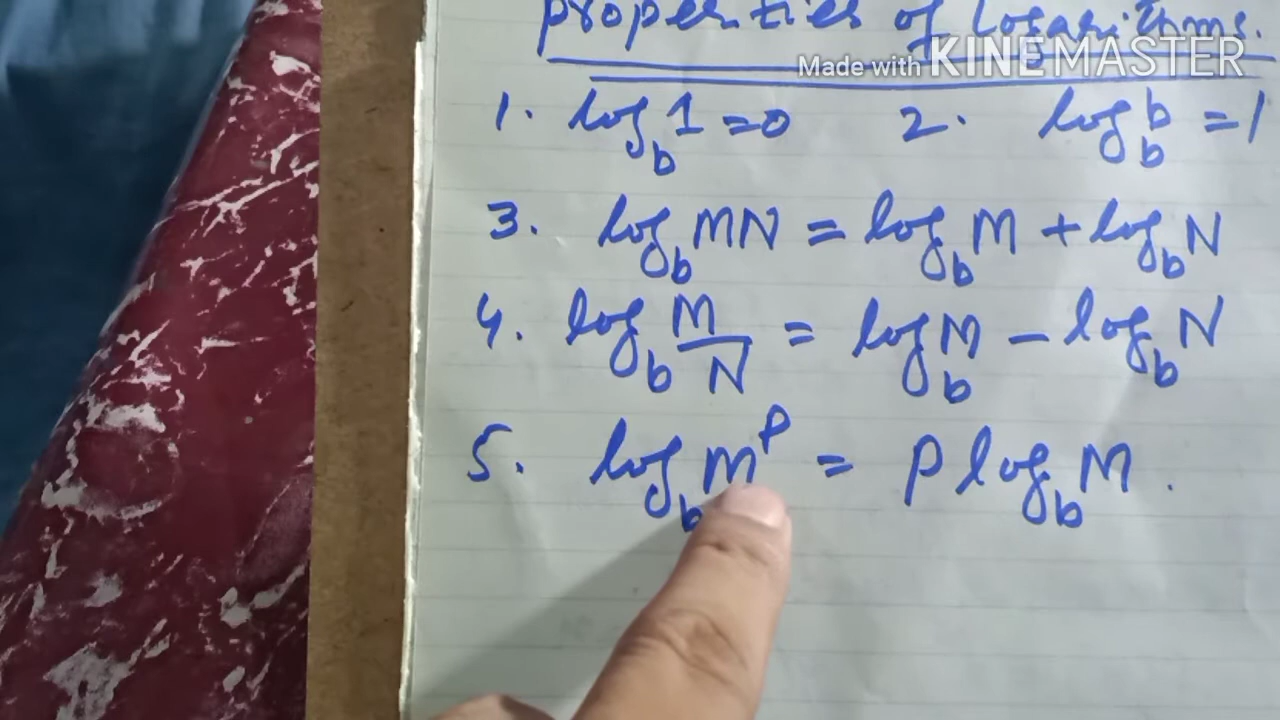 properties of logarithms.
Made with KINEMASTER
1. log_b 1 = 0 2. log_b b = 1
3. log_b MN = log_b M + log_b N
4. log_b M/N = log_b M - log_b N
5. log_b M^P = P log_b M.